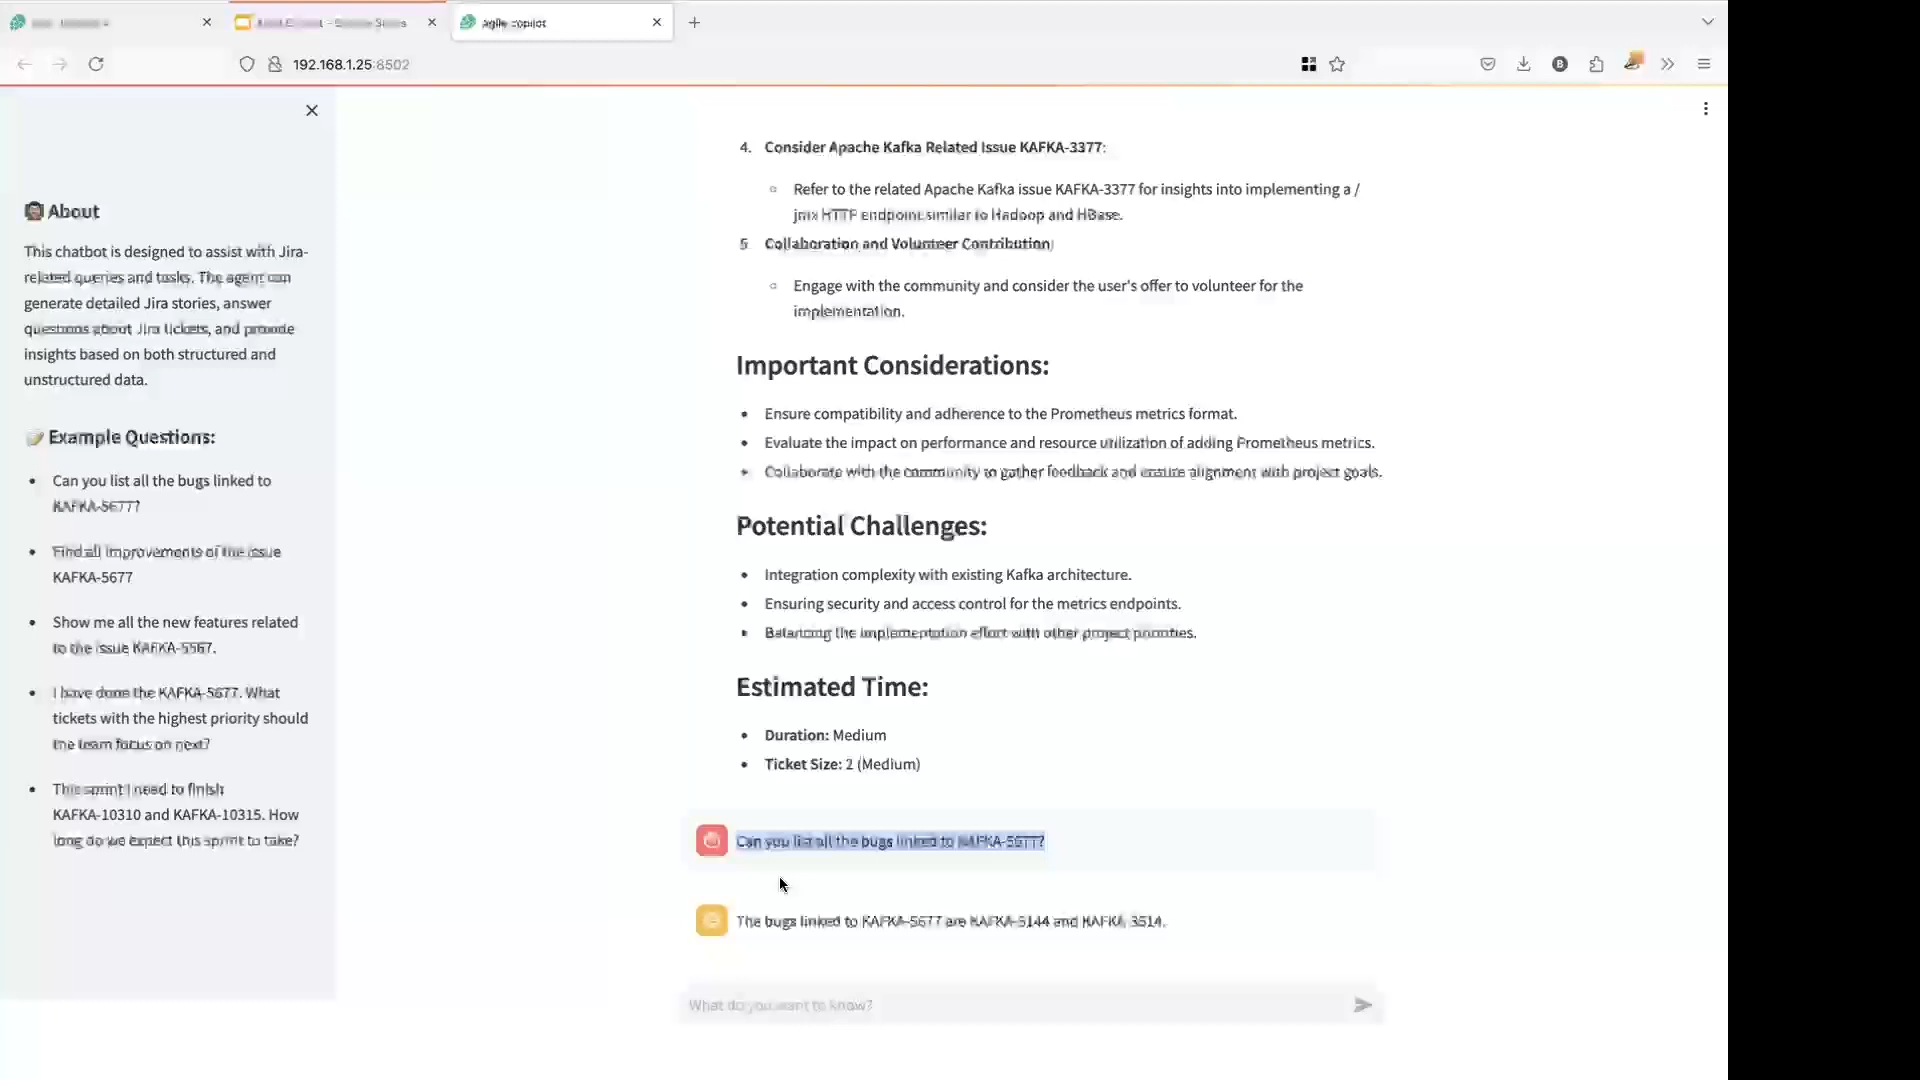 Agile copilot
192.168.1.25:8502
About
This chatbot is designed to assist with Jira-
related queries and tasks. The agent can
generate detailed Jira stories, answer
questions about Jira tickets, and provide
insights based on both structured and
unstructured data.
Example Questions:
Can you list all the bugs linked to
KAFKA-5677?
Find all improvements of the issue
KAFKA-5677
Show me all the new features related
to the issue KAFKA-5567.
I have done the KAFKA-5677. What
tickets with the highest priority should
the team focus on next?
This sprint I need to finish
KAFKA-10310 and KAFKA-10315. How
long do we expect this sprint to take?
4. Consider Apache Kafka Related Issue KAFKA-3377:
Refer to the related Apache Kafka issue KAFKA-3377 for insights into implementing a /
jmx HTTP endpoint similar to Hadoop and HBase.
5 Collaboration and Volunteer Contribution
Engage with the community and consider the user's offer to volunteer for the
implementation.
Important Considerations:
Ensure compatibility and adherence to the Prometheus metrics format.
Evaluate the impact on performance and resource utilization of adding Prometheus metrics.
Collaborate with the community to gather feedback and ensure alignment with project goals.
Potential Challenges:
Integration complexity with existing Kafka architecture.
Ensuring security and access control for the metrics endpoints.
Balancing the implementation effort with other project priorities.
Estimated Time:
Duration: Medium
Ticket Size: 2 (Medium)
Can you list all the bugs linked to KAFKA-5677?
The bugs linked to KAFKA-5677 are KAFKA-5144 and KAFKA 3514.
What do you want to know?